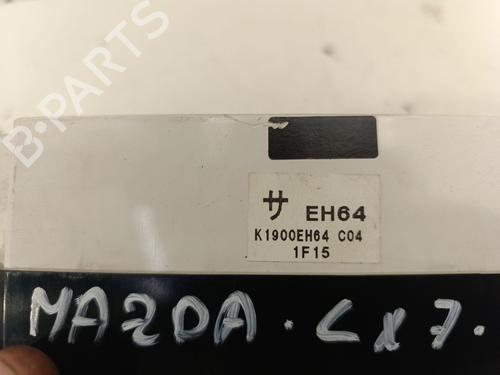 B-PARTS
サ EH64
K1900EH64 C04
1F15
MAZDA . CX7 .